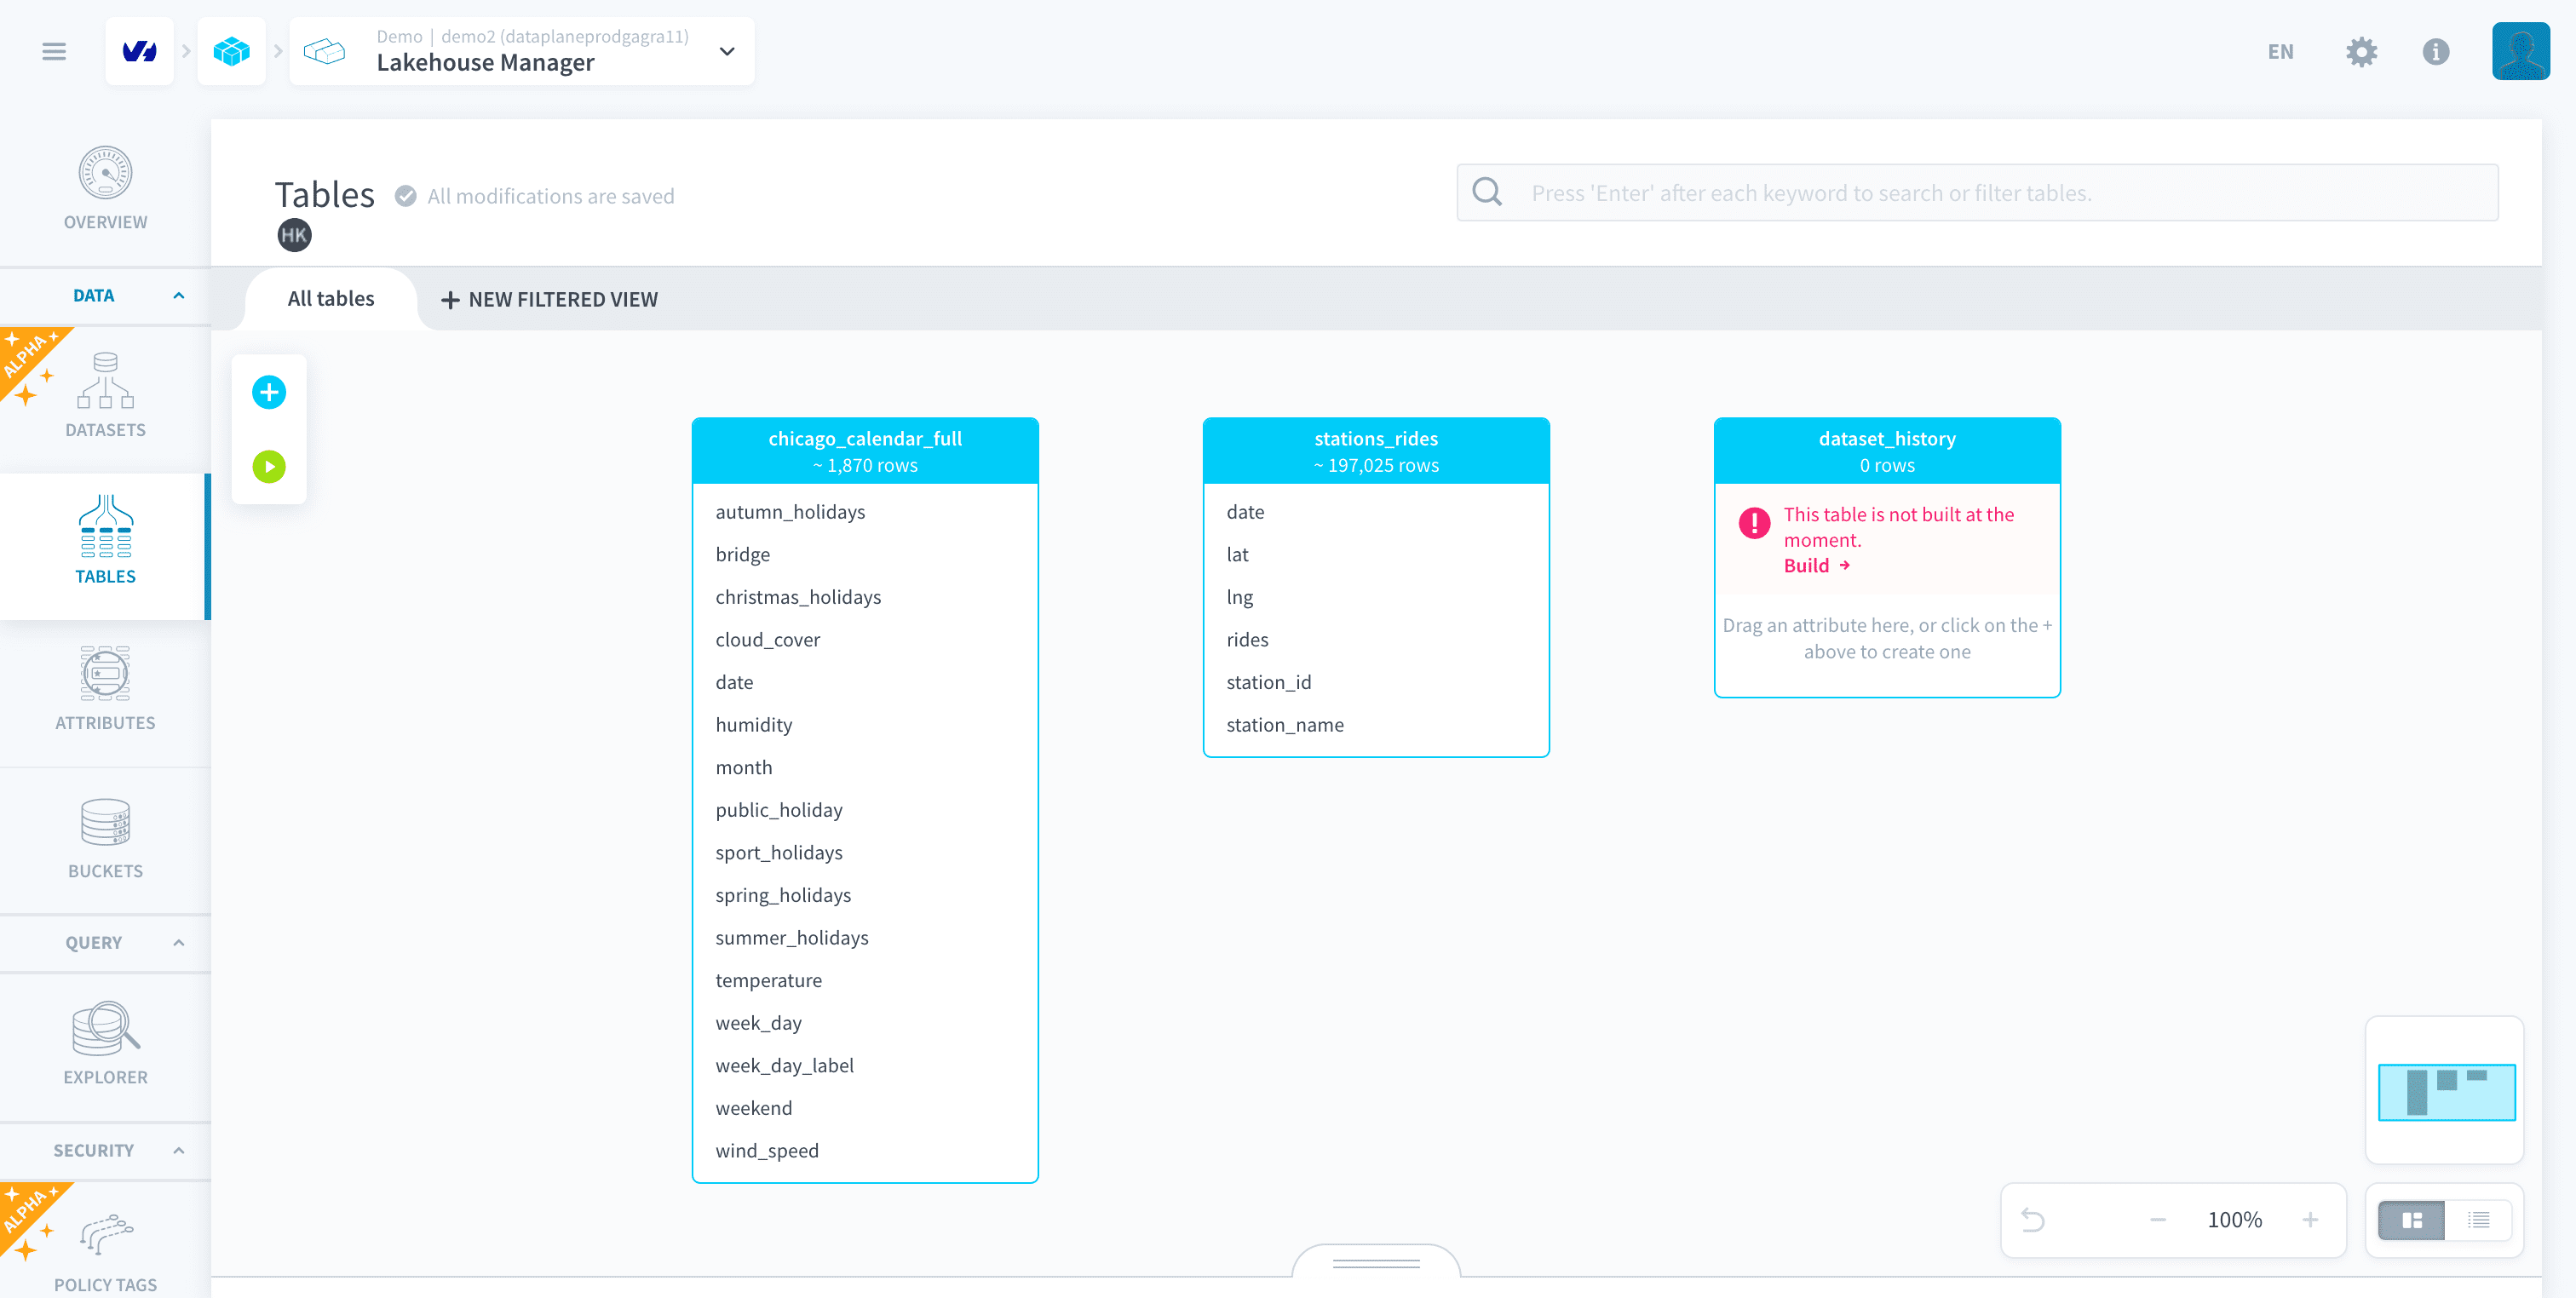 Demo | demo2 (dataplaneprodgagra11)
Lakehouse Manager
EN
OVERVIEW
DATA
ALPHA
DATASETS
TABLES
ATTRIBUTES
BUCKETS
QUERY
EXPLORER
SECURITY
ALPHA
POLICY TAGS
Tables
All modifications are saved
HK
Press 'Enter' after each keyword to search or filter tables.
All tables
+ NEW FILTERED VIEW
chicago_calendar_full
~ 1,870 rows
autumn_holidays
bridge
christmas_holidays
cloud_cover
date
humidity
month
public_holiday
sport_holidays
spring_holidays
summer_holidays
temperature
week_day
week_day_label
weekend
wind_speed
stations_rides
~ 197,025 rows
date
lat
lng
rides
station_id
station_name
dataset_history
0 rows
This table is not built at the
moment.
Build →
Drag an attribute here, or click on the +
above to create one
100%